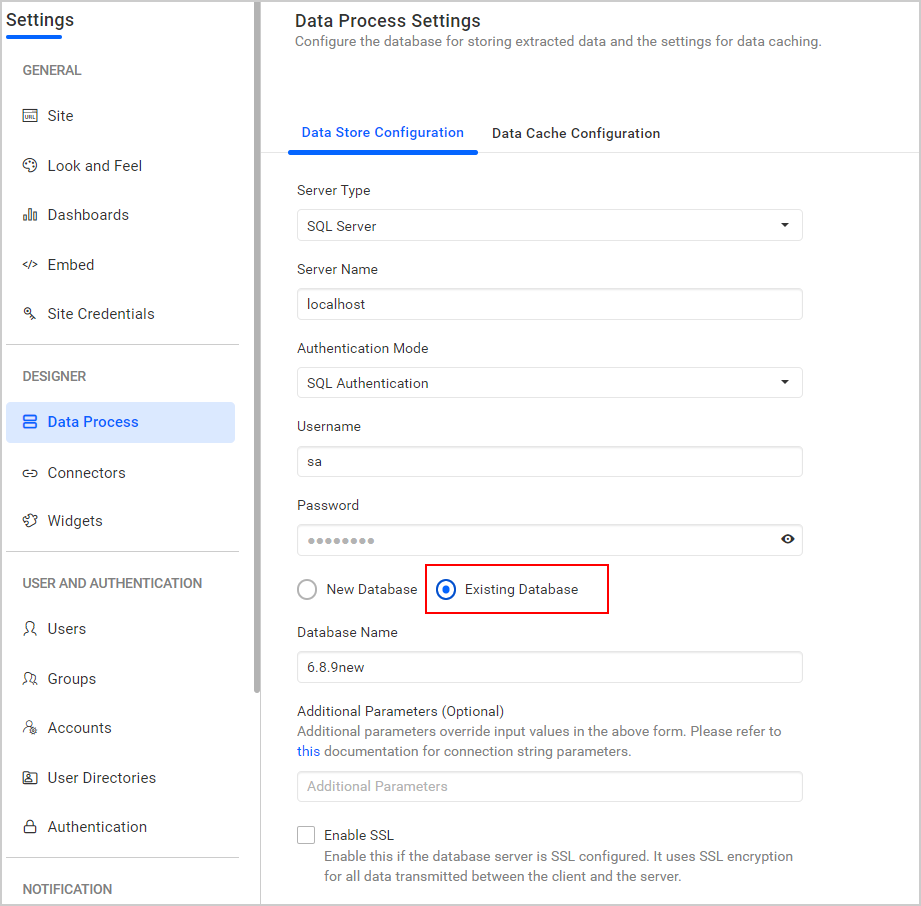 Settings
GENERAL
URL
Site
Look and Feel
Dashboards
</> Embed
Site Credentials
DESIGNER
Data Process
Connectors
Widgets
USER AND AUTHENTICATION
Users
Groups
Accounts
User Directories
Authentication
NOTIFICATION
Data Process Settings
Configure the database for storing extracted data and the settings for data caching.
Data Store Configuration
Data Cache Configuration
Server Type
SQL Server
Server Name
localhost
Authentication Mode
SQL Authentication
Username
sa
Password
••••••••
New Database
Existing Database
Database Name
6.8.9new
Additional Parameters (Optional)
Additional parameters override input values in the above form. Please refer to
this documentation for connection string parameters.
Additional Parameters
Enable SSL
Enable this if the database server is SSL configured. It uses SSL encryption
for all data transmitted between the client and the server.